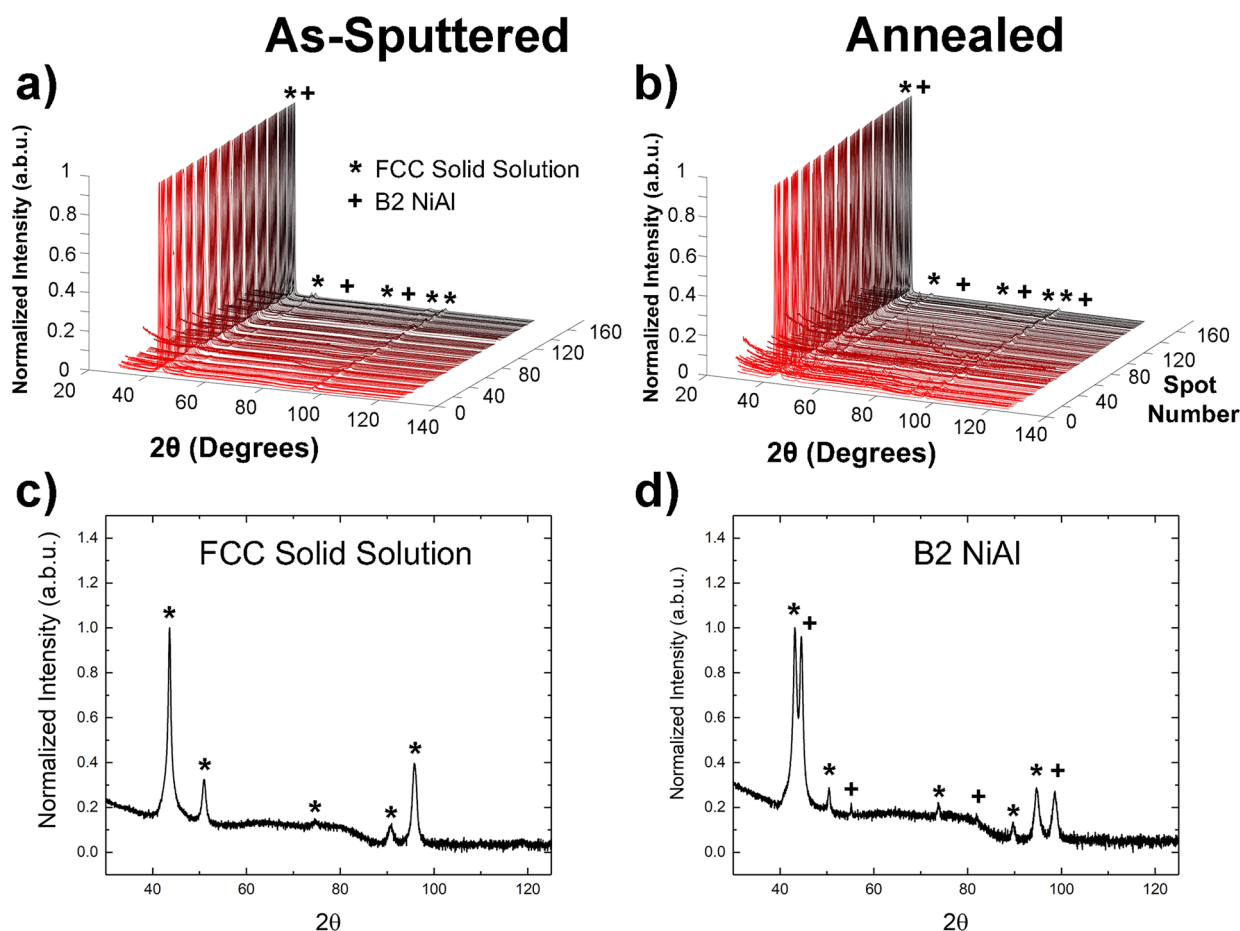 As-Sputtered
Annealed
a)
* +
Normalized Intensity (a.b.u.)
1
0.8
0.6
0.4
0.2
0
* FCC Solid Solution
+ B2 NiAl
* + * + * *
20
40
60
80
100
120
140
0
40
80
120
160
2θ (Degrees)
b)
* +
Normalized Intensity (a.b.u.)
1
0.8
0.6
0.4
0.2
0
* + * + * * +
20
40
60
80
100
120
140
0
40
80
120
160
Spot
Number
2θ (Degrees)
c)
FCC Solid Solution
Normalized Intensity (a.b.u.)
1.4
1.2
1.0
0.8
0.6
0.4
0.2
0.0
* * * * *
40 60 80 100 120
2θ
d)
B2 NiAl
Normalized Intensity (a.b.u.)
1.4
1.2
1.0
0.8
0.6
0.4
0.2
0.0
* + * + * + * * +
40 60 80 100 120
2θ